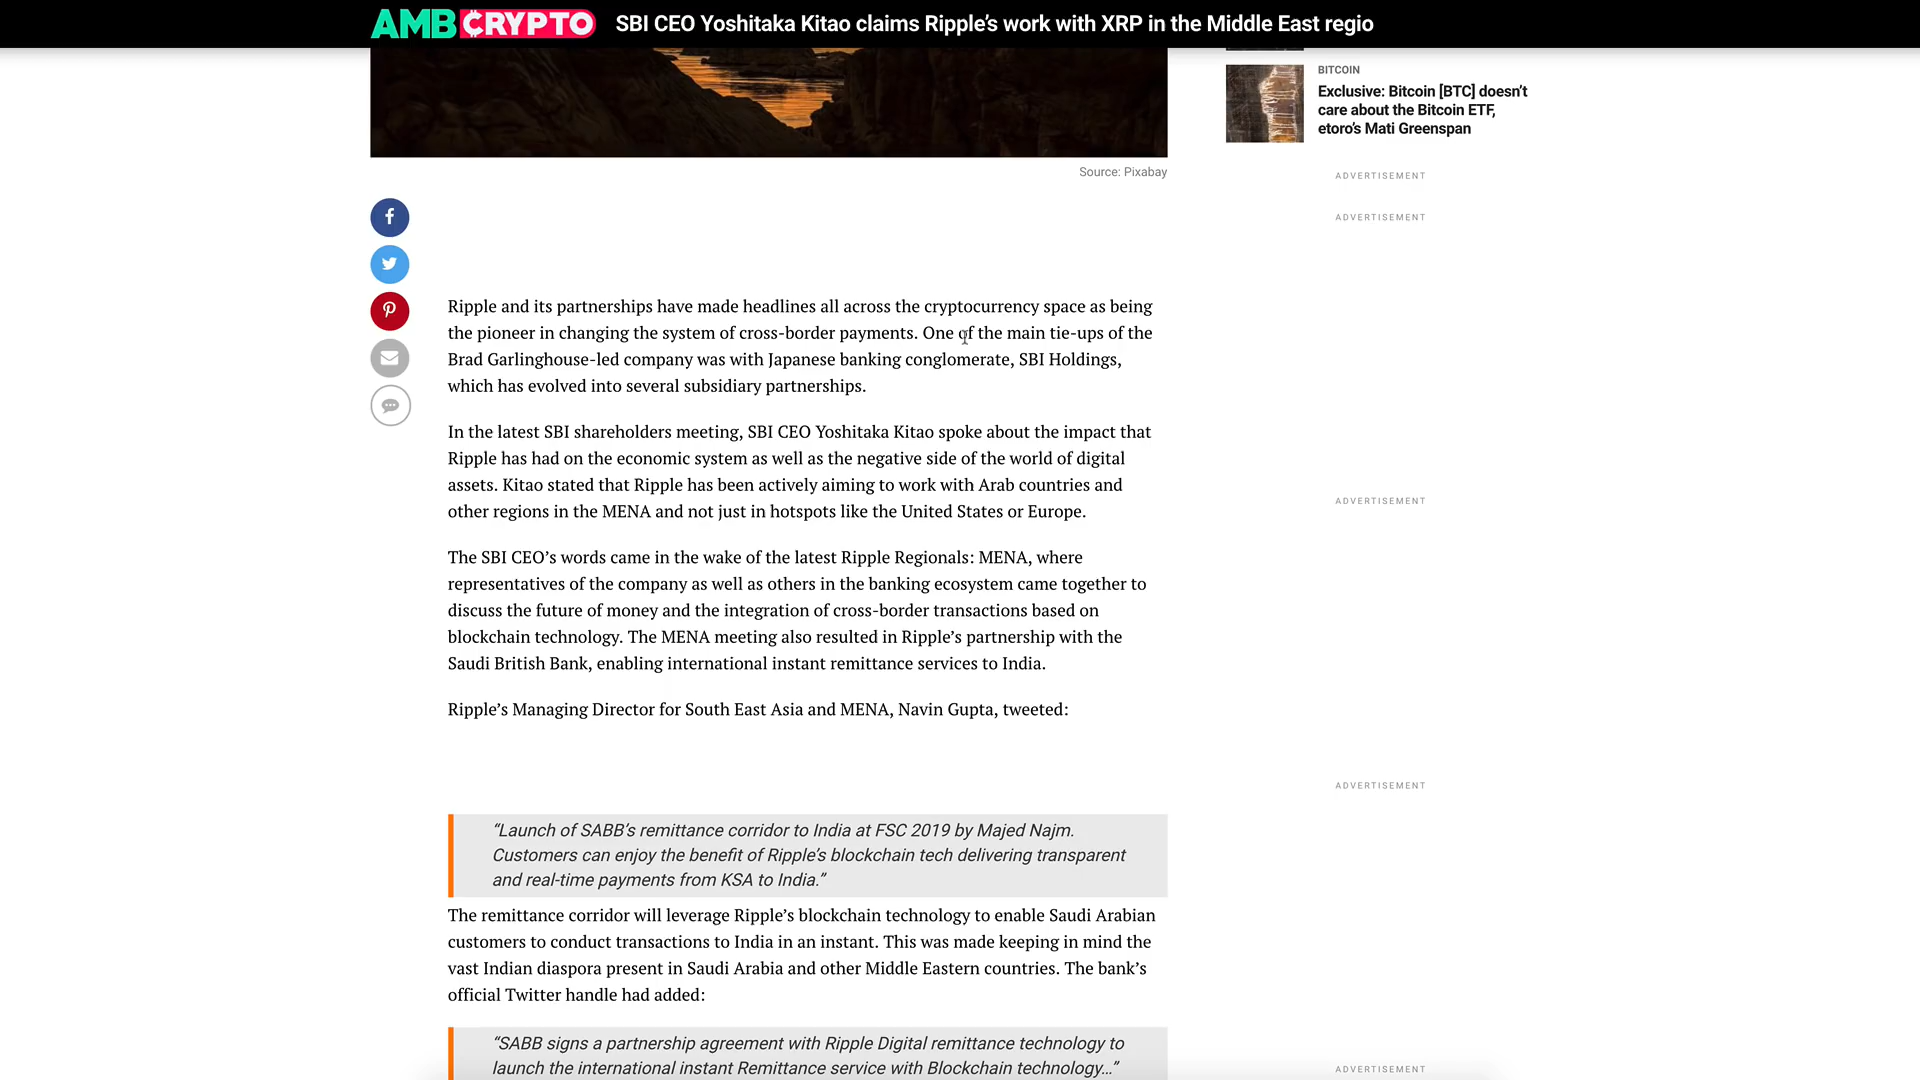 AMBCRYPTO SBI CEO Yoshitaka Kitao claims Ripple’s work with XRP in the Middle East regio
BITCOIN
Exclusive: Bitcoin [BTC] doesn’t
care about the Bitcoin ETF,
etoro’s Mati Greenspan
Source: Pixabay
ADVERTISEMENT
ADVERTISEMENT
Ripple and its partnerships have made headlines all across the cryptocurrency space as being
the pioneer in changing the system of cross-border payments. One of the main tie-ups of the
Brad Garlinghouse-led company was with Japanese banking conglomerate, SBI Holdings,
which has evolved into several subsidiary partnerships.
In the latest SBI shareholders meeting, SBI CEO Yoshitaka Kitao spoke about the impact that
Ripple has had on the economic system as well as the negative side of the world of digital
assets. Kitao stated that Ripple has been actively aiming to work with Arab countries and
other regions in the MENA and not just in hotspots like the United States or Europe.
ADVERTISEMENT
The SBI CEO’s words came in the wake of the latest Ripple Regionals: MENA, where
representatives of the company as well as others in the banking ecosystem came together to
discuss the future of money and the integration of cross-border transactions based on
blockchain technology. The MENA meeting also resulted in Ripple’s partnership with the
Saudi British Bank, enabling international instant remittance services to India.
Ripple’s Managing Director for South East Asia and MENA, Navin Gupta, tweeted:
ADVERTISEMENT
“Launch of SABB’s remittance corridor to India at FSC 2019 by Majed Najm.
Customers can enjoy the benefit of Ripple’s blockchain tech delivering transparent
and real-time payments from KSA to India.”
The remittance corridor will leverage Ripple’s blockchain technology to enable Saudi Arabian
customers to conduct transactions to India in an instant. This was made keeping in mind the
vast Indian diaspora present in Saudi Arabia and other Middle Eastern countries. The bank’s
official Twitter handle had added:
“SABB signs a partnership agreement with Ripple Digital remittance technology to
launch the international instant Remittance service with Blockchain technology…”
ADVERTISEMENT